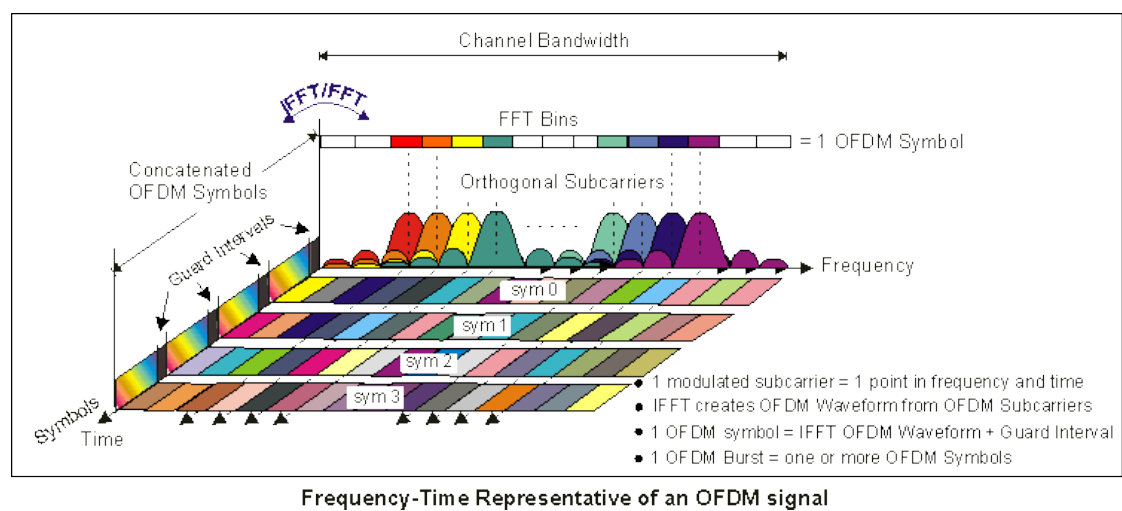 Channel Bandwidth
IFFT/FFT
FFT Bins
= 1 OFDM Symbol
Concatenated
OFDM Symbols
Orthogonal Subcarriers
Guard Intervals
Frequency
sym 0
sym 1
sym 2
sym 3
Symbols
Time
● 1 modulated subcarrier = 1 point in frequency and time
● IFFT creates OFDM Waveform from OFDM Subcarriers
● 1 OFDM symbol = IFFT OFDM Waveform + Guard Interval
● 1 OFDM Burst = one or more OFDM Symbols
Frequency-Time Representative of an OFDM signal